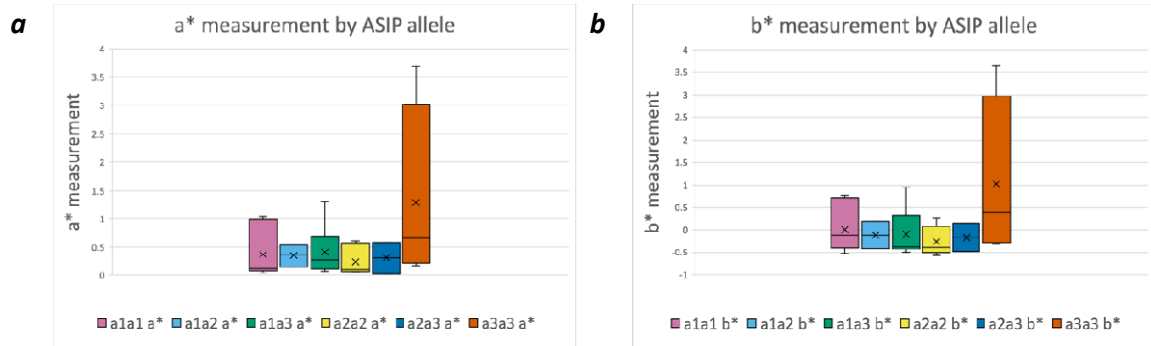 a
a* measurement by ASIP allele
4
3.5
3
2.5
2
1.5
1
0.5
0
a* measurement
a1a1 a* a1a2 a* a1a3 a* a2a2 a* a2a3 a* a3a3 a*
b
b* measurement by ASIP allele
4
3.5
3
2.5
2
1.5
1
0.5
0
-0.5
-1
b* measurement
a1a1 b* a1a2 b* a1a3 b* a2a2 b* a2a3 b* a3a3 b*